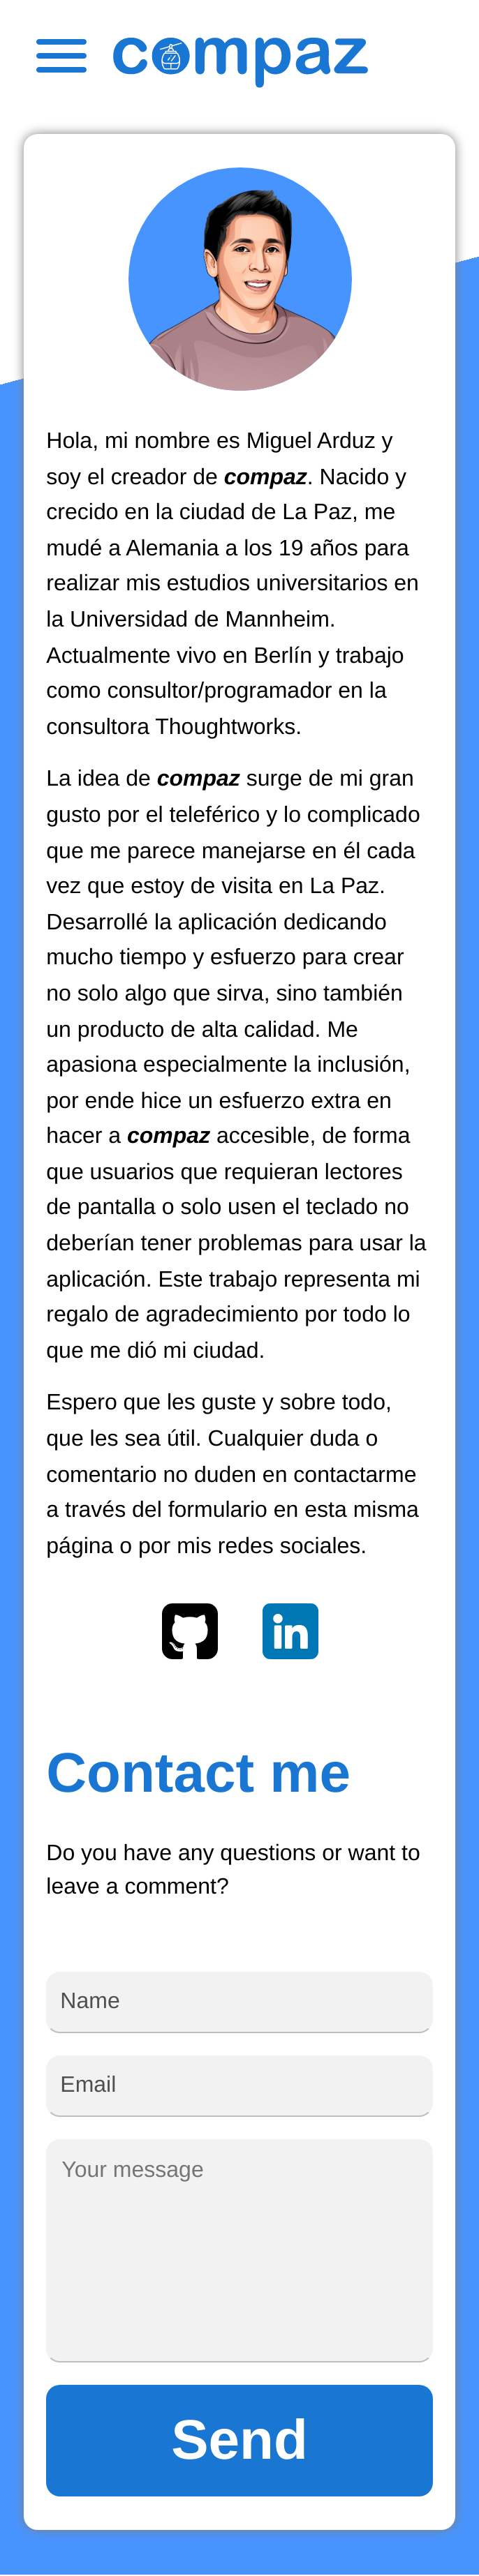 compaz
Hola, mi nombre es Miguel Arduz y
soy el creador de compaz. Nacido y
crecido en la ciudad de La Paz, me
mudé a Alemania a los 19 años para
realizar mis estudios universitarios en
la Universidad de Mannheim.
Actualmente vivo en Berlín y trabajo
como consultor/programador en la
consultora Thoughtworks.
La idea de compaz surge de mi gran
gusto por el teleférico y lo complicado
que me parece manejarse en él cada
vez que estoy de visita en La Paz.
Desarrollé la aplicación dedicando
mucho tiempo y esfuerzo para crear
no solo algo que sirva, sino también
un producto de alta calidad. Me
apasiona especialmente la inclusión,
por ende hice un esfuerzo extra en
hacer a compaz accesible, de forma
que usuarios que requieran lectores
de pantalla o solo usen el teclado no
deberían tener problemas para usar la
aplicación. Este trabajo representa mi
regalo de agradecimiento por todo lo
que me dió mi ciudad.
Espero que les guste y sobre todo,
que les sea útil. Cualquier duda o
comentario no duden en contactarme
a través del formulario en esta misma
página o por mis redes sociales.
in
Contact me
Do you have any questions or want to
leave a comment?
Name
Email
Your message
Send